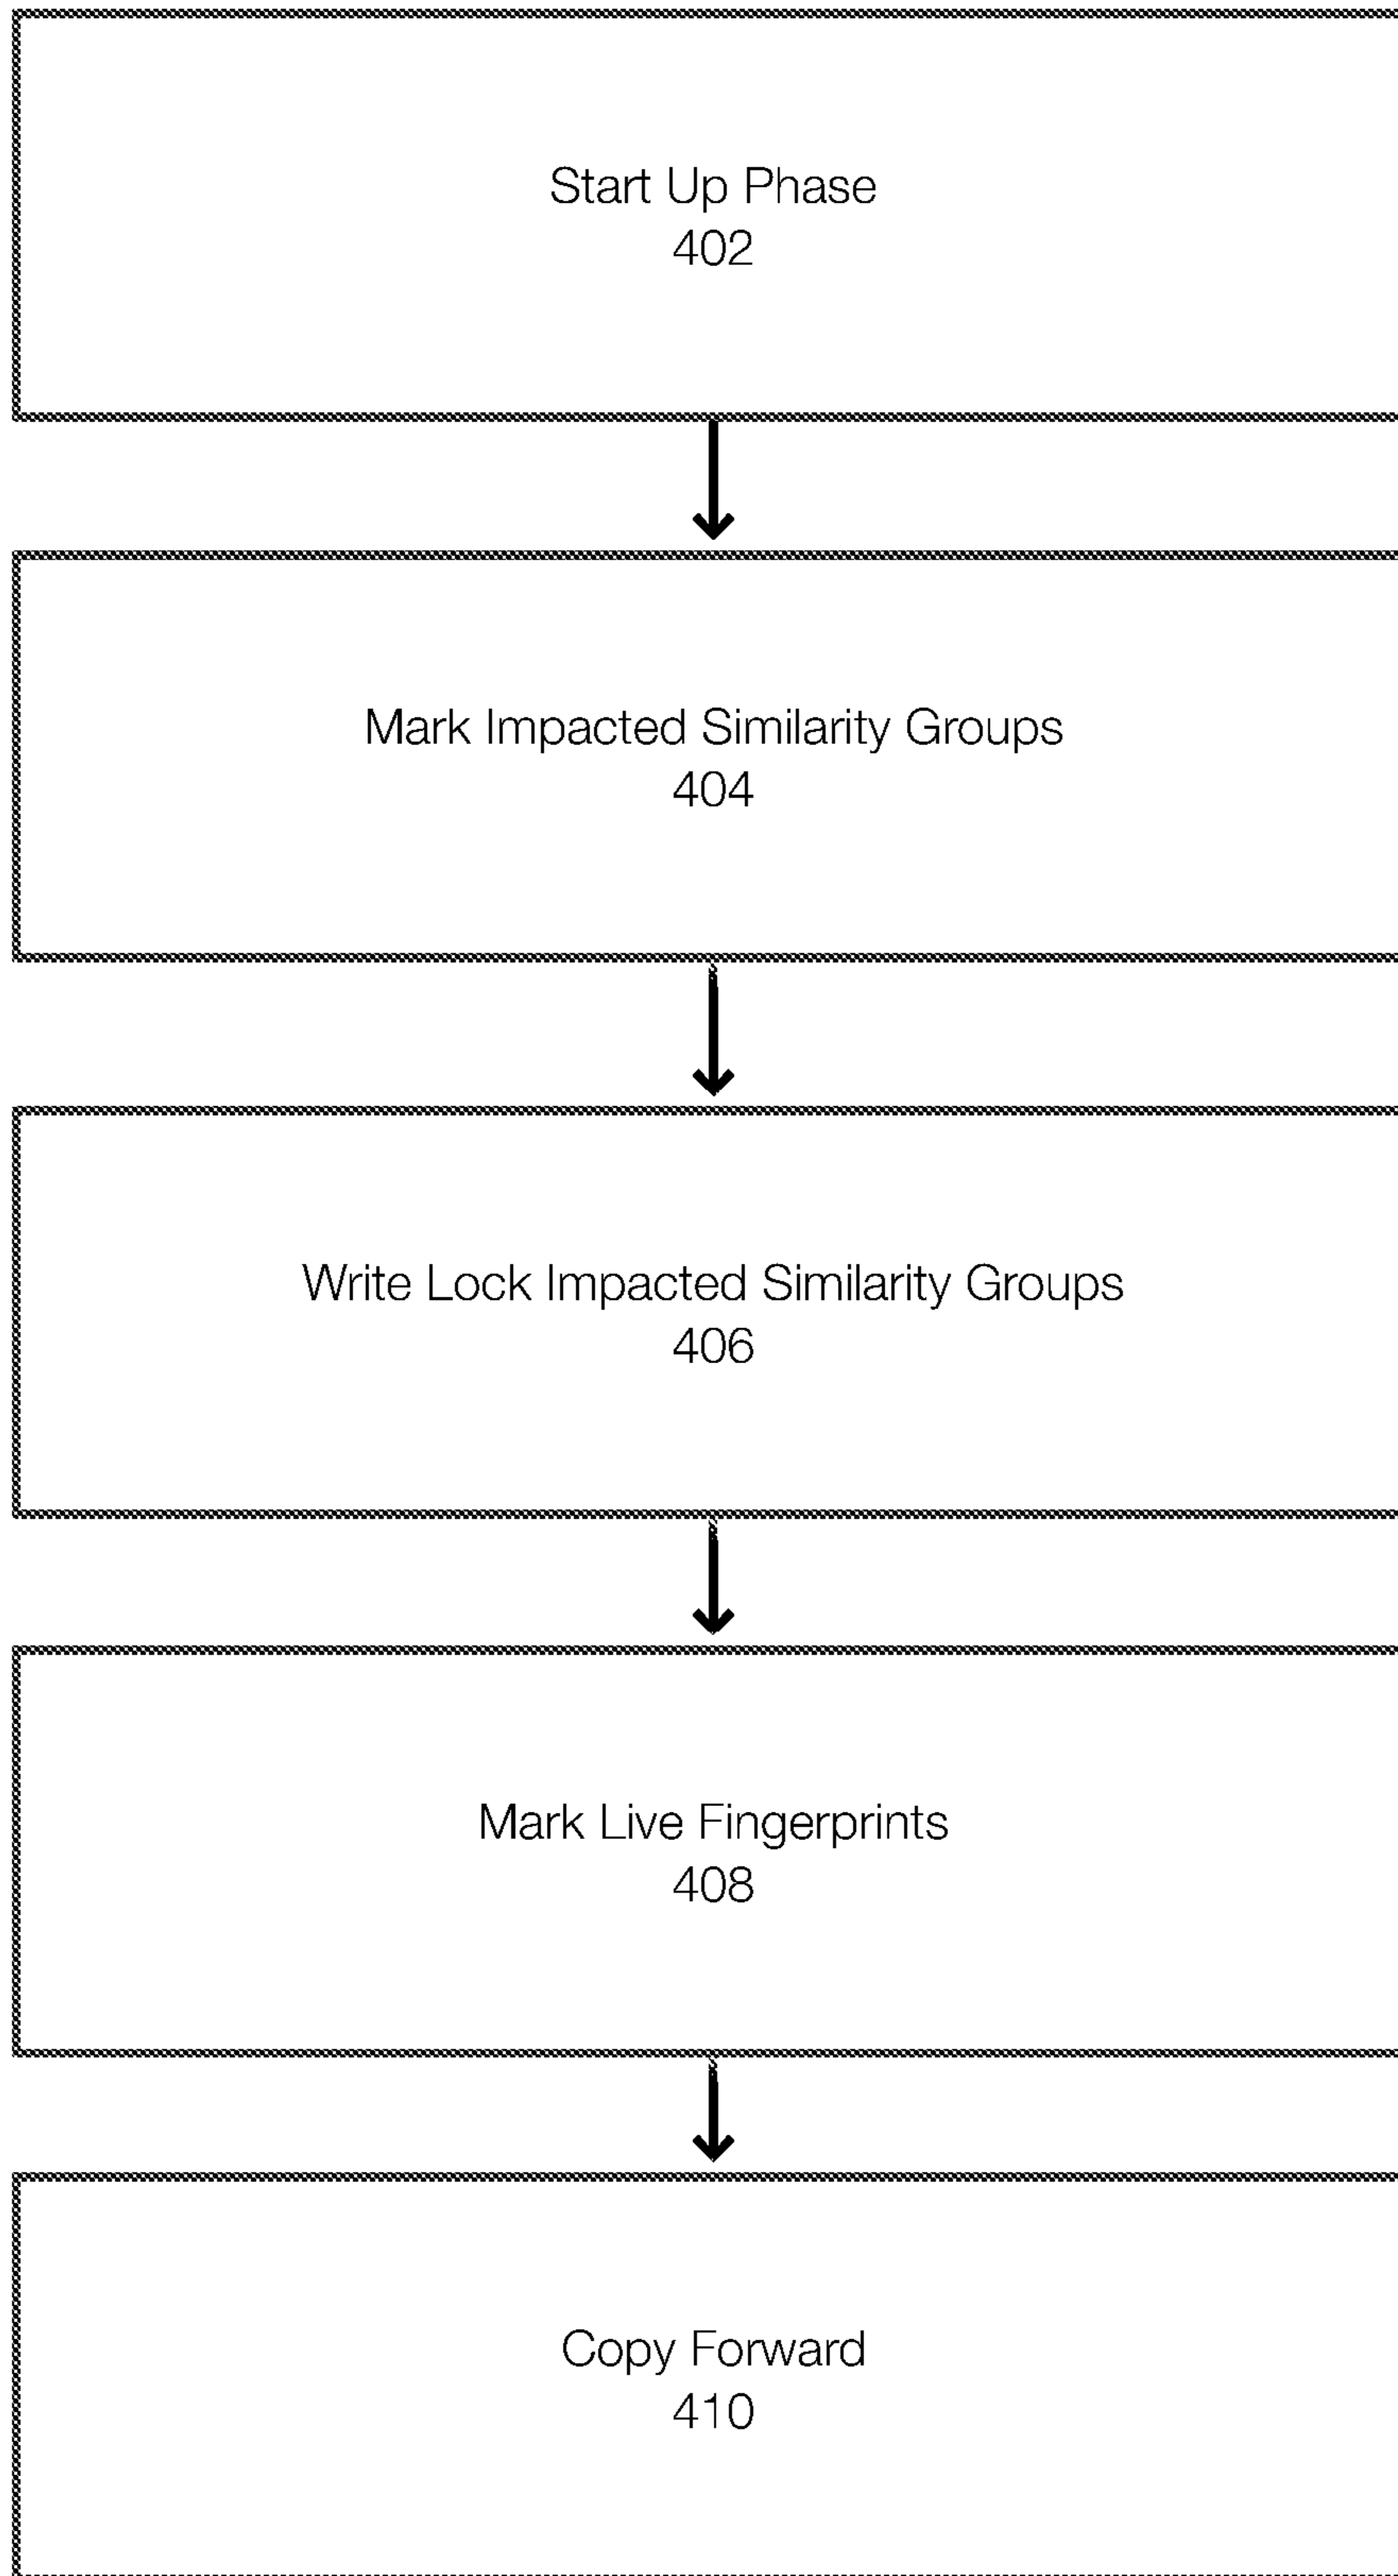 Start Up Phase
402
Mark Impacted Similarity Groups
404
Write Lock Impacted Similarity Groups
406
Mark Live Fingerprints
408
Copy Forward
410